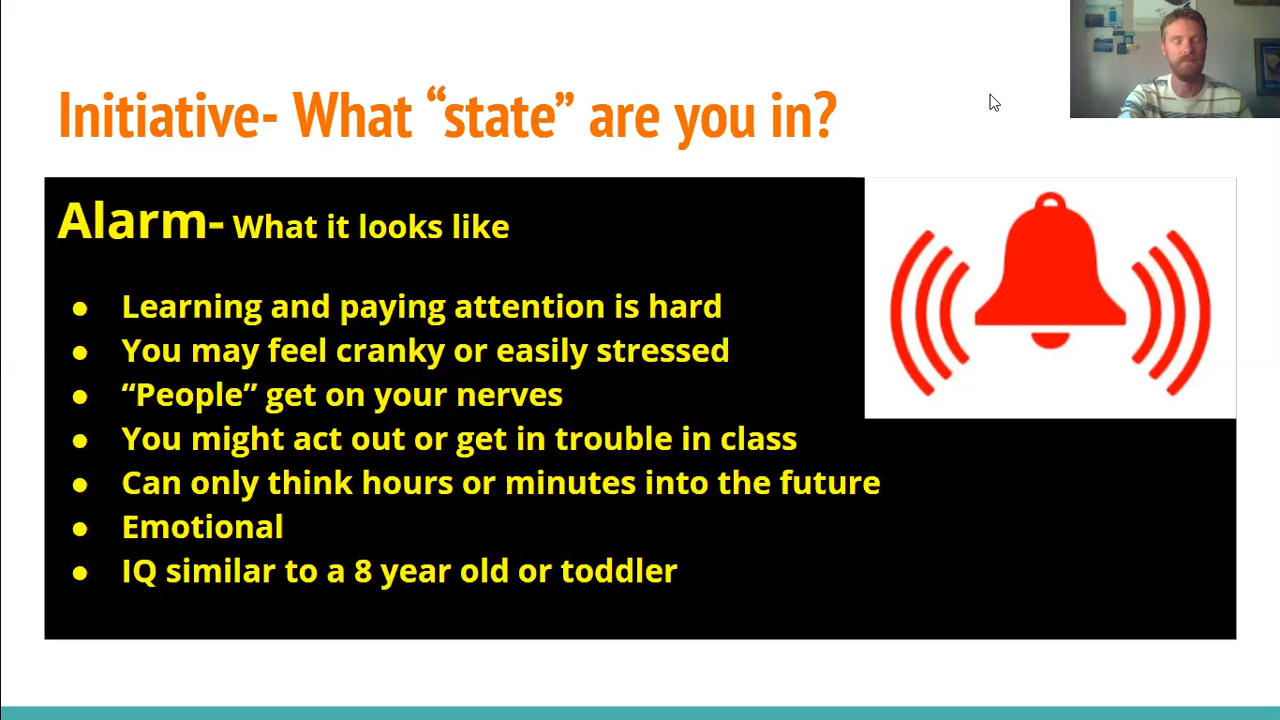 Initiative- What “state” are you in?
Alarm- What it looks like
● Learning and paying attention is hard
● You may feel cranky or easily stressed
● “People” get on your nerves
● You might act out or get in trouble in class
● Can only think hours or minutes into the future
● Emotional
● IQ similar to a 8 year old or toddler